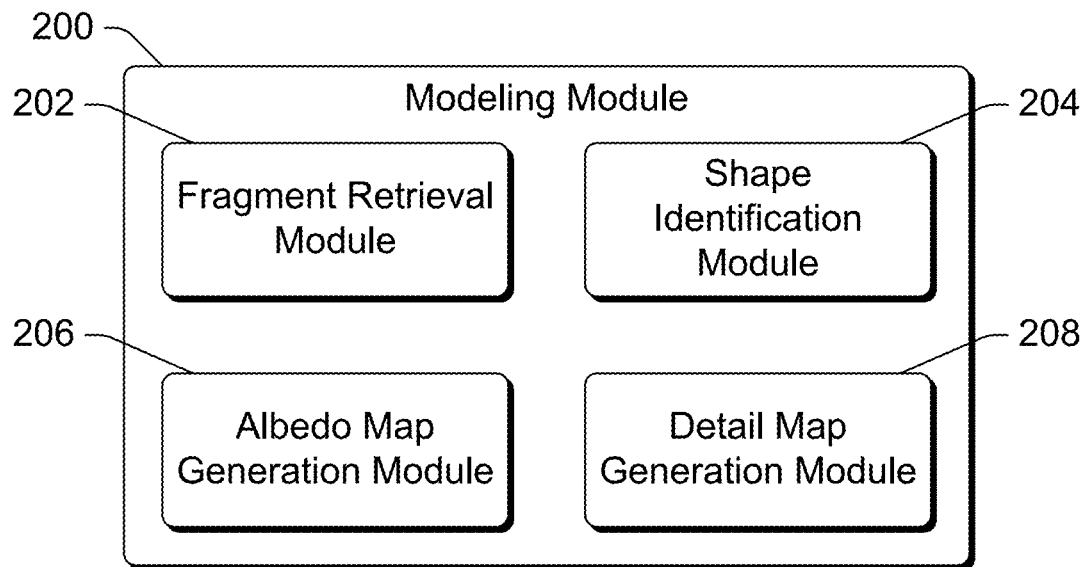 200
Modeling Module
202
204
Fragment Retrieval
Module
Shape
Identification
Module
206
208
Albedo Map
Generation Module
Detail Map
Generation Module